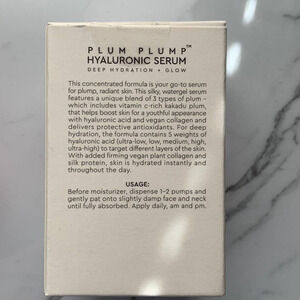 PLUM PLUMP™
HYALURONIC SERUM
DEEP HYDRATION + GLOW
This concentrated formula is your go-to serum
for plump, radiant skin. This silky, watergel serum
features a unique blend of 3 types of plum –
which includes vitamin c-rich kakadu plum,
that helps boost skin for a youthful appearance
with hyaluronic acid and vegan collagen and
delivers protective antioxidants. For deep
hydration, the formula contains 5 weights of
hyaluronic acid (ultra-low, low, medium, high,
ultra-high) to target different layers of the skin.
With added firming vegan plant collagen and
silk protein, skin is hydrated instantly and
throughout the day.
USAGE:
Before moisturizer, dispense 1-2 pumps and
gently pat onto slightly damp face and neck
until fully absorbed. Apply daily, am and pm.